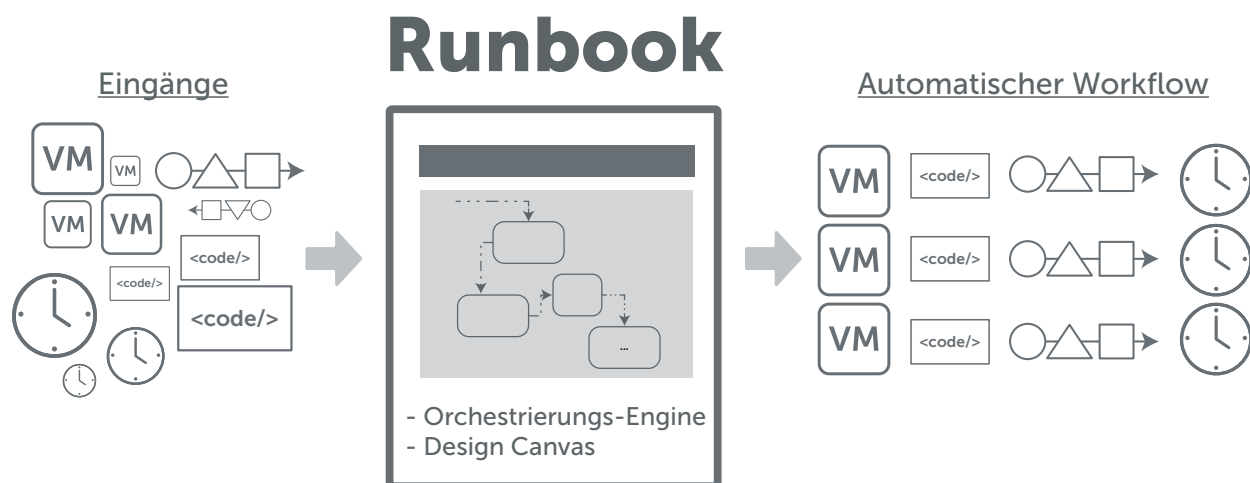 Runbook
Eingänge
VM
VM
VM
VM
<code/>
<code/>
<code/>
- Orchestrierungs-Engine
- Design Canvas
...
Automatischer Workflow
VM <code/>
VM <code/>
VM <code/>